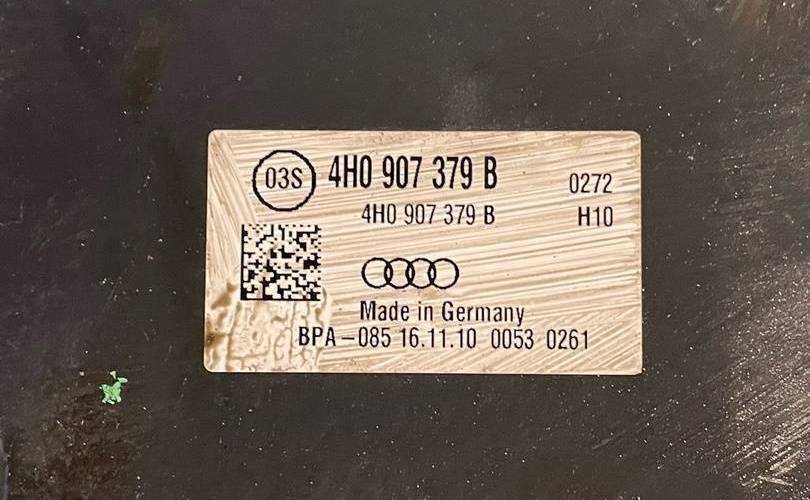 03S 4H0 907 379 B 0272
4H0 907 379 B H10
Made in Germany
BPA-085 16.11.10 0053 0261